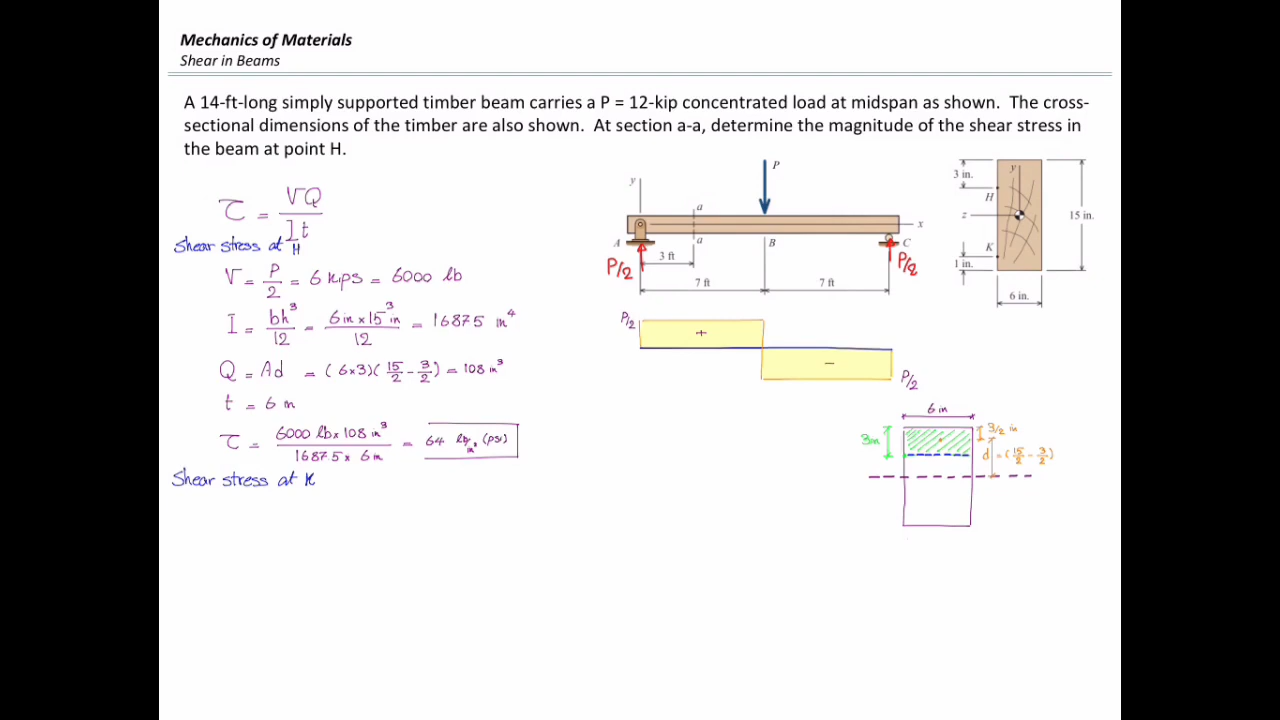 Mechanics of Materials
Shear in Beams
A 14-ft-long simply supported timber beam carries a P = 12-kip concentrated load at midspan as shown. The cross-
sectional dimensions of the timber are also shown. At section a-a, determine the magnitude of the shear stress in
the beam at point H.
τ = VQ / It
Shear stress at H
V = P/2 = 6 kips = 6000 lb
I = bh³/12 = 6in × 15³in / 12 = 1687.5 in⁴
Q = Ad = (6×3)(15/2 - 3/2) = 108 in³
t = 6 in
τ = 6000 lb × 108 in³ / 1687.5 × 6 in = 64 lb/in² (psi)
Shear stress at K
P
y
a
x
A
a
B
C
P/2
3 ft
P/2
7 ft
7 ft
3 in.
y
H
z
15 in.
K
1 in.
6 in.
P/2
+
-
P/2
6 in
3in
3/2 in
d = (15/2 - 3/2)